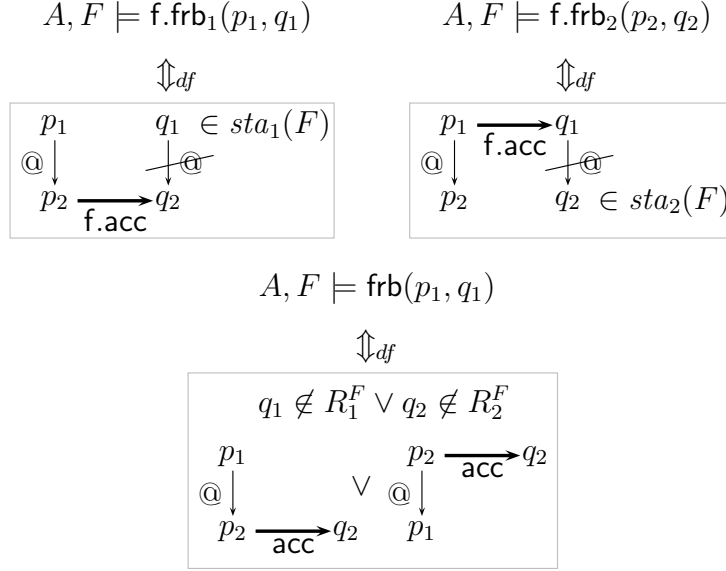 A, F ⊨ f.frb₁(p₁, q₁)
⇕df
p₁ q₁ ∈ sta₁(F)
@ @
p₂ q₂
f.acc
A, F ⊨ f.frb₂(p₂, q₂)
⇕df
p₁ q₁
f.acc
@ @
p₂ q₂ ∈ sta₂(F)
A, F ⊨ frb(p₁, q₁)
⇕df
q₁ ∉ R₁ᶠ ∨ q₂ ∉ R₂ᶠ
p₁ p₂ q₂
acc
@ ∨ @
p₂ q₂ p₁
acc